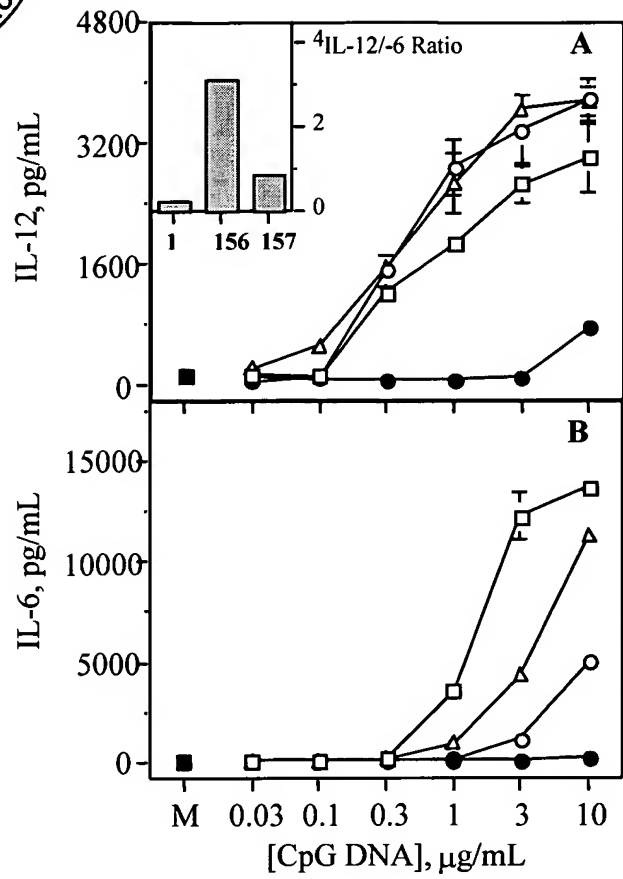 4800
3200
1600
0
IL-12, pg/mL
4
2
0
IL-12/-6 Ratio
1 156 157
A
B
15000
10000
5000
0
IL-6, pg/mL
M 0.03 0.1 0.3 1 3 10
[CpG DNA], μg/mL